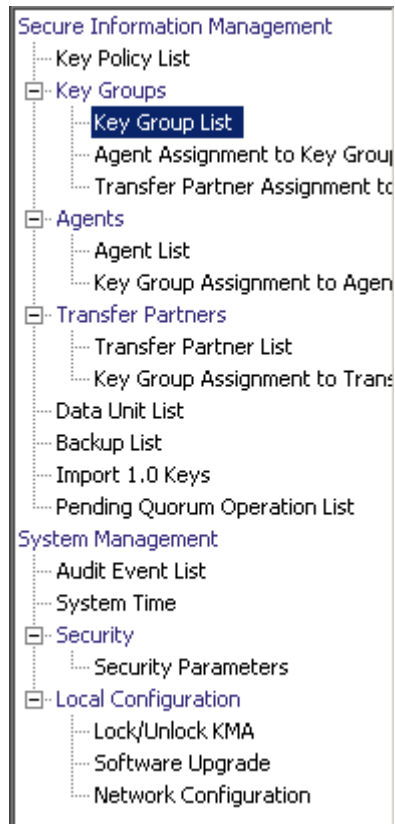 Secure Information Management
Key Policy List
Key Groups
Key Group List
Agent Assignment to Key Grou
Transfer Partner Assignment to
Agents
Agent List
Key Group Assignment to Agen
Transfer Partners
Transfer Partner List
Key Group Assignment to Trans
Data Unit List
Backup List
Import 1.0 Keys
Pending Quorum Operation List
System Management
Audit Event List
System Time
Security
Security Parameters
Local Configuration
Lock/Unlock KMA
Software Upgrade
Network Configuration